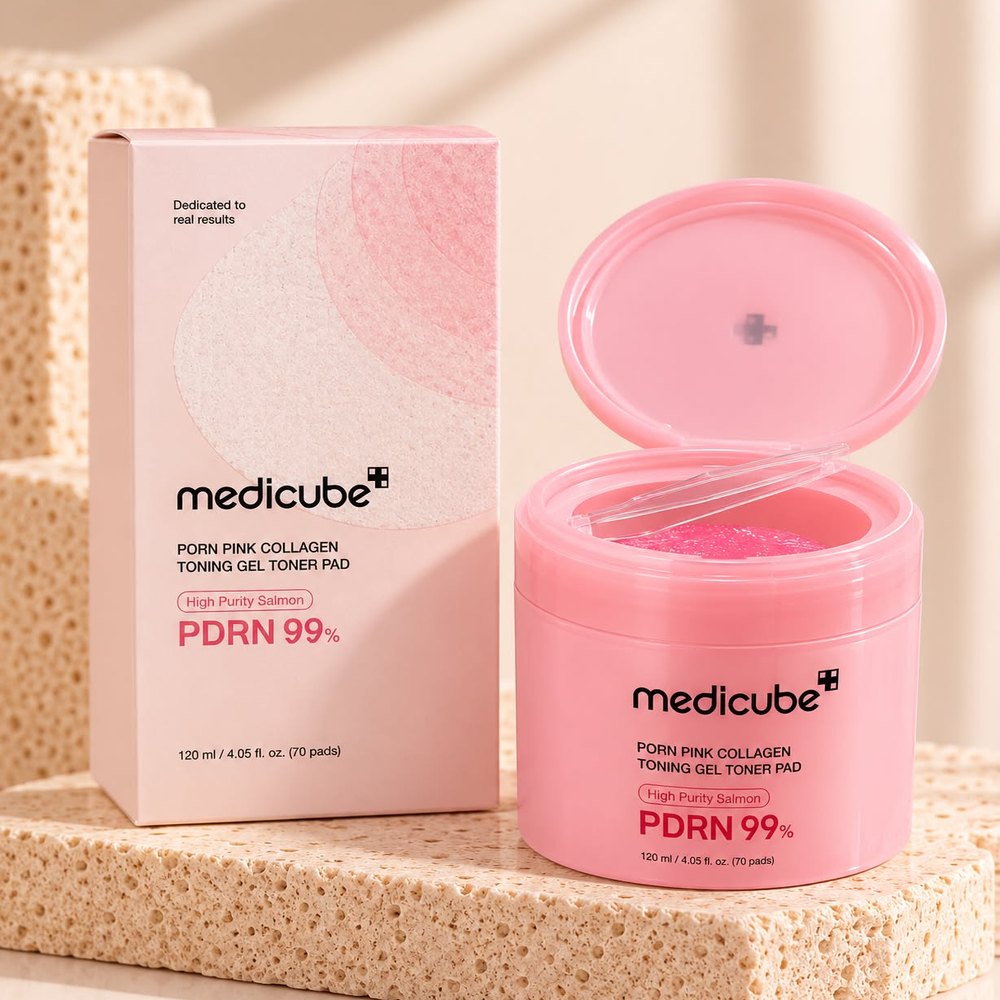 Dedicated to
real results
medicube
PORN PINK COLLAGEN
TONING GEL TONER PAD
High Purity Salmon
PDRN 99%
120 ml / 4.05 fl. oz. (70 pads)
medicube
PORN PINK COLLAGEN
TONING GEL TONER PAD
High Purity Salmon
PDRN 99%
120 ml / 4.05 fl. oz. (70 pads)